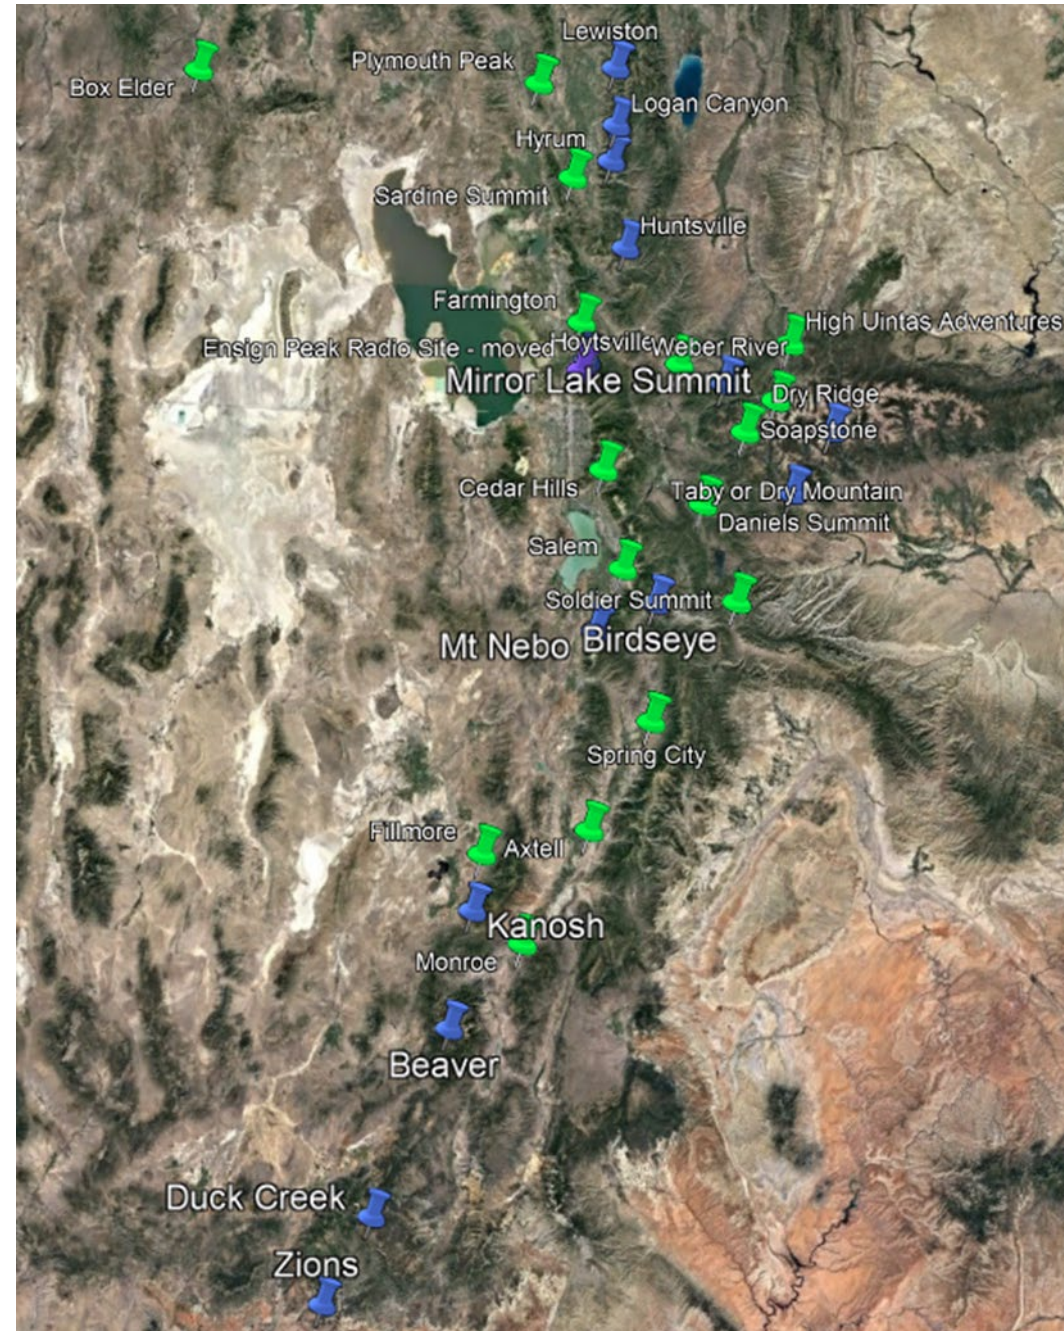 Lewiston
Plymouth Peak
Box Elder
Logan Canyon
Hyrum
Sardine Summit
Huntsville
Farmington
High Uintas Adventures
Ensign Peak Radio Site - moved
Hoytsville
Weber River
Mirror Lake Summit
Dry Ridge
Soapstone
Cedar Hills
Taby or Dry Mountain
Daniels Summit
Salem
Soldier Summit
Mt Nebo
Birdseye
Spring City
Fillmore
Axtell
Kanosh
Monroe
Beaver
Duck Creek
Zions